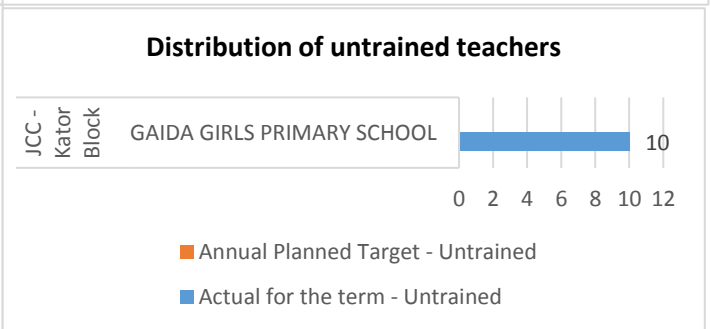 Distribution of untrained teachers
JCC -
Kator
Block
GAIDA GIRLS PRIMARY SCHOOL
10
0 2 4 6 8 10 12
Annual Planned Target - Untrained
Actual for the term - Untrained